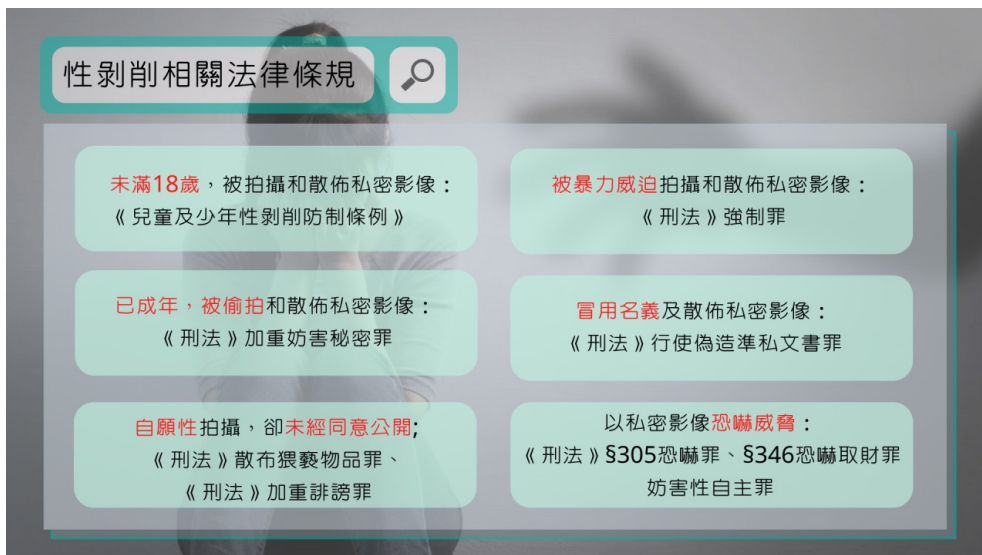 性剝削相關法律條規
未滿18歲，被拍攝和散佈私密影像：
《兒童及少年性剝削防制條例》
被暴力威迫拍攝和散佈私密影像：
《刑法》強制罪
已成年，被偷拍和散佈私密影像：
《刑法》加重妨害秘密罪
冒用名義及散佈私密影像：
《刑法》行使偽造準私文書罪
自願性拍攝，卻未經同意公開;
《刑法》散布猥褻物品罪、
《刑法》加重誹謗罪
以私密影像恐嚇威脅：
《刑法》§305恐嚇罪、§346恐嚇取財罪
妨害性自主罪